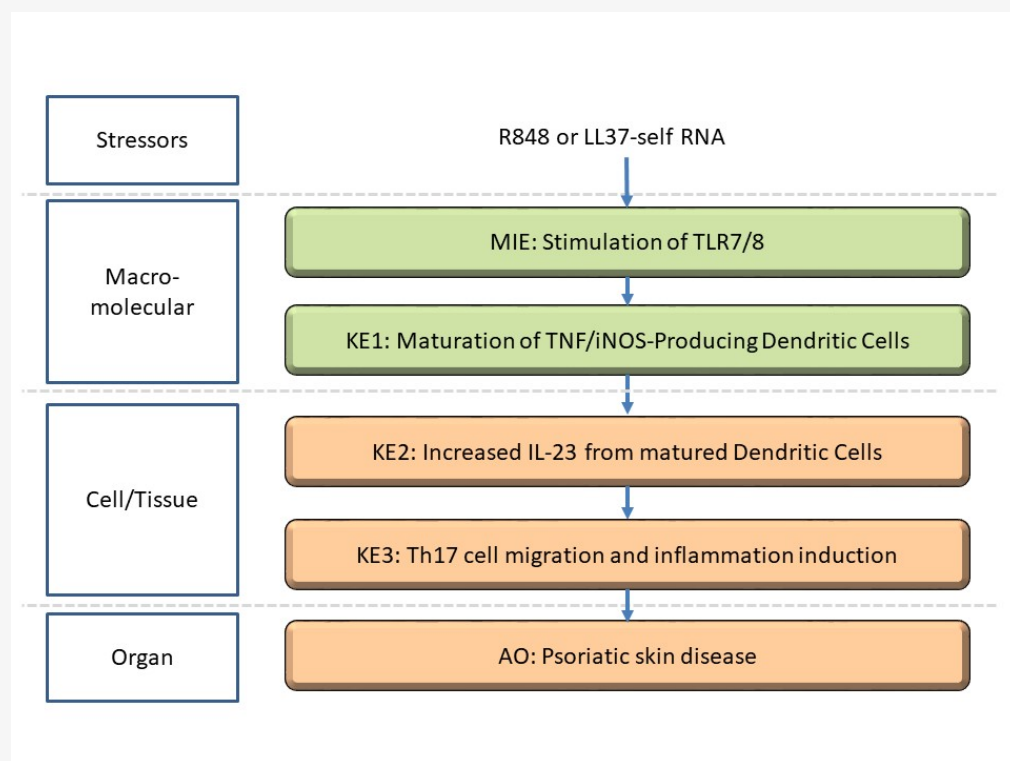 Stressors
R848 or LL37-self RNA
Macro-
molecular
MIE: Stimulation of TLR7/8
KE1: Maturation of TNF/iNOS-Producing Dendritic Cells
Cell/Tissue
KE2: Increased IL-23 from matured Dendritic Cells
KE3: Th17 cell migration and inflammation induction
Organ
AO: Psoriatic skin disease